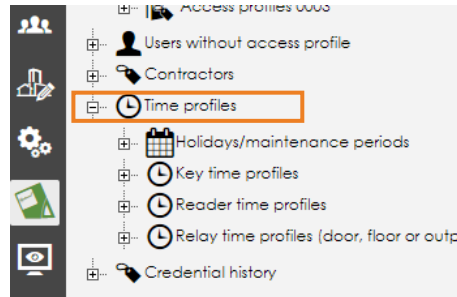 Access profiles 0003
Users without access profile
Contractors
Time profiles
Holidays/maintenance periods
Key time profiles
Reader time profiles
Relay time profiles (door, floor or outp
Credential history